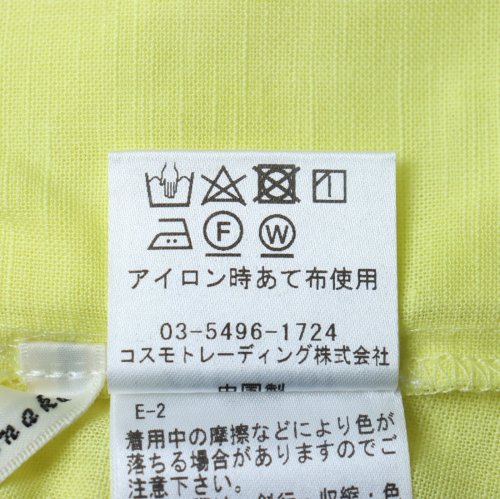 F W
アイロン時あて布使用
03-5496-1724
コスモトレーディング株式会社
中国製
E-2
着用中の摩擦などにより色が
落ちる場合がありますのでご
注意下さい。